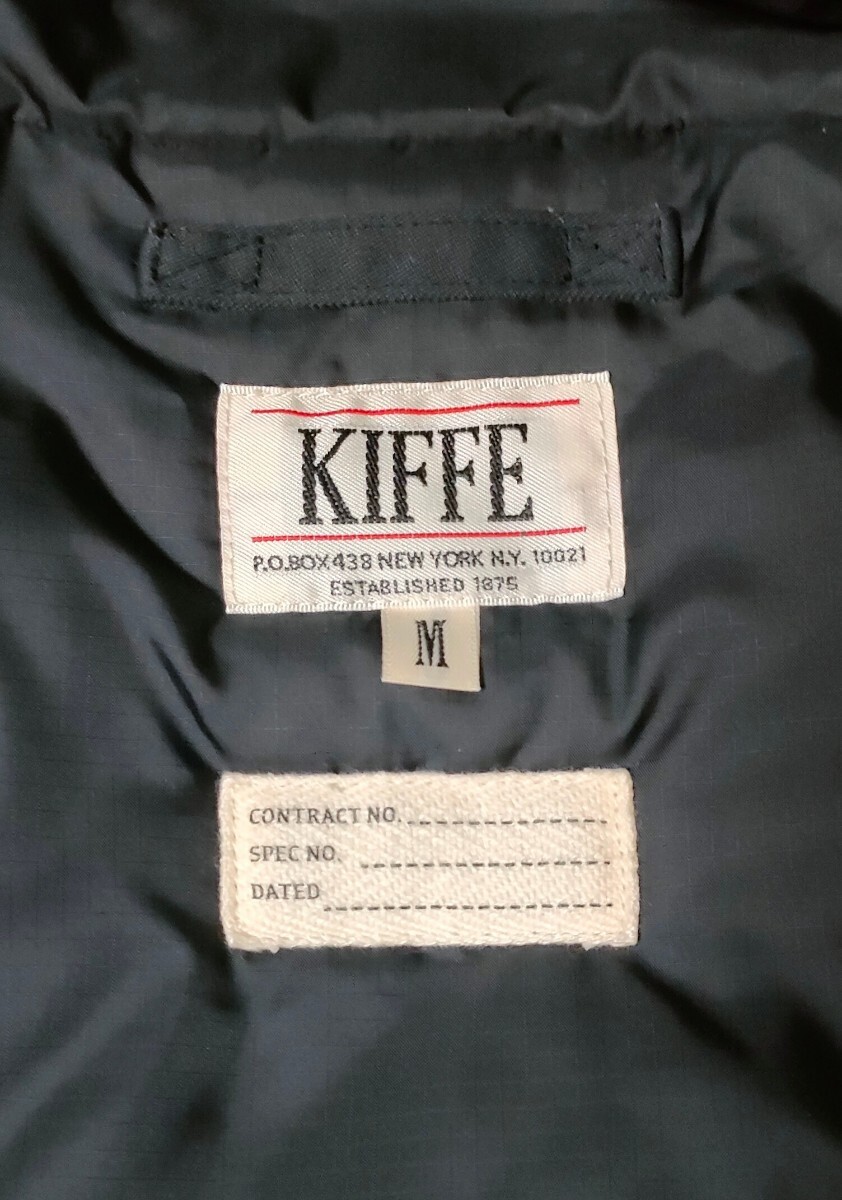 KIFFE
P.O.BOX 438 NEW YORK N.Y. 10021
ESTABLISHED 1875
M
CONTRACT NO.
SPEC NO.
DATED